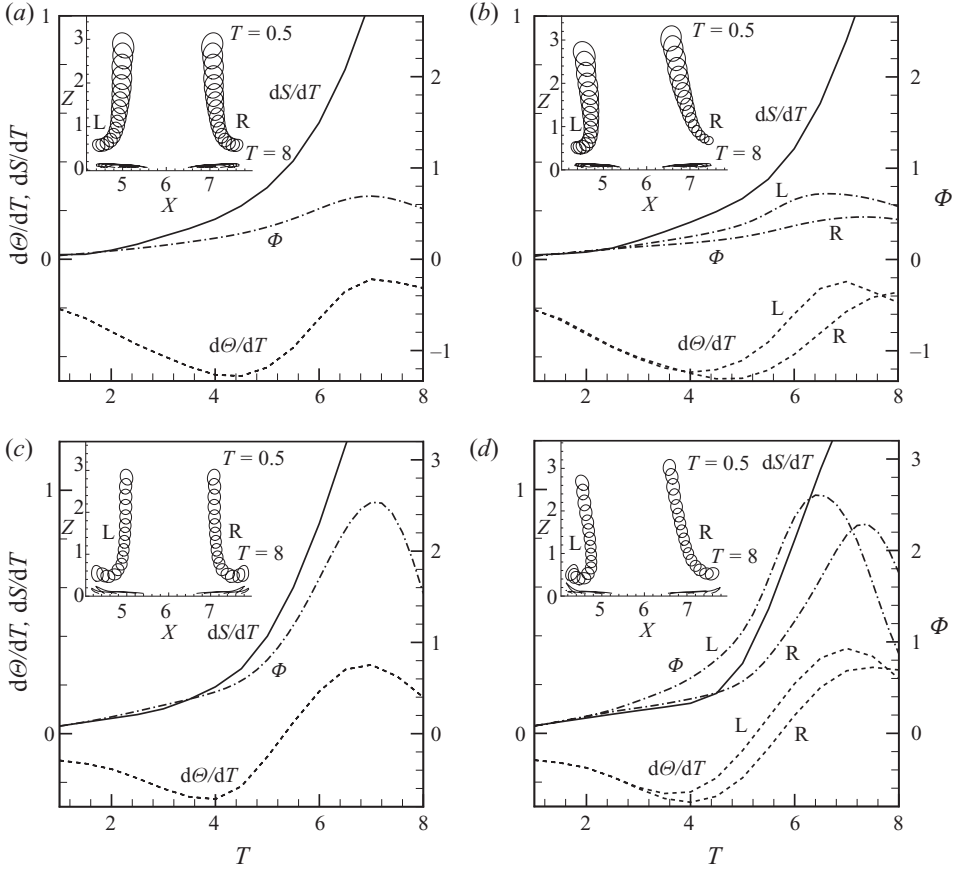 (a)
1
3
2
1
0
Z
L
R
T = 0.5
T = 8
5
6
7
X
dS/dT
Φ
dΘ/dT
0
2
1
0
–1
2
4
6
8
dΘ/dT, dS/dT
(b)
1
3
2
1
0
Z
L
R
T = 0.5
T = 8
5
6
7
X
dS/dT
L
R
Φ
dΘ/dT
L
R
0
2
1
0
–1
2
4
6
8
Φ
(c)
1
3
2
1
0
Z
L
R
T = 0.5
T = 8
5
6
7
X
dS/dT
Φ
dΘ/dT
0
3
2
1
0
2
4
6
8
T
dΘ/dT, dS/dT
(d)
1
3
2
1
0
Z
L
R
T = 0.5
T = 8
5
6
7
X
dS/dT
Φ
L
R
L
R
dΘ/dT
0
3
2
1
0
2
4
6
8
T
Φ